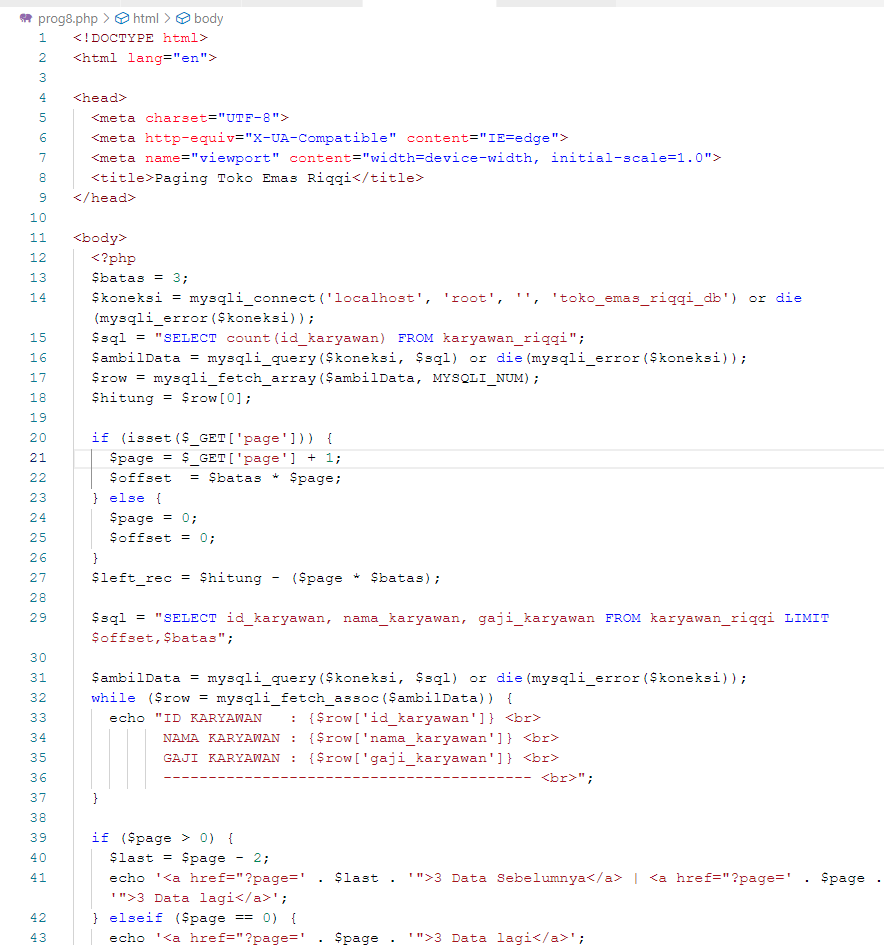 prog8.php > html > body
1 <!DOCTYPE html>
2 <html lang="en">
3
4 <head>
5 <meta charset="UTF-8">
6 <meta http-equiv="X-UA-Compatible" content="IE=edge">
7 <meta name="viewport" content="width=device-width, initial-scale=1.0">
8 <title>Paging Toko Emas Riqqi</title>
9 </head>
10
11 <body>
12 <?php
13 $batas = 3;
14 $koneksi = mysqli_connect('localhost', 'root', '', 'toko_emas_riqqi_db') or die
(mysqli_error($koneksi));
15 $sql = "SELECT count(id_karyawan) FROM karyawan_riqqi";
16 $ambilData = mysqli_query($koneksi, $sql) or die(mysqli_error($koneksi));
17 $row = mysqli_fetch_array($ambilData, MYSQLI_NUM);
18 $hitung = $row[0];
19
20 if (isset($_GET['page'])) {
21 $page = $_GET['page'] + 1;
22 $offset  = $batas * $page;
23 } else {
24 $page = 0;
25 $offset = 0;
26 }
27 $left_rec = $hitung - ($page * $batas);
28
29 $sql = "SELECT id_karyawan, nama_karyawan, gaji_karyawan FROM karyawan_riqqi LIMIT
$offset,$batas";
30
31 $ambilData = mysqli_query($koneksi, $sql) or die(mysqli_error($koneksi));
32 while ($row = mysqli_fetch_assoc($ambilData)) {
33 echo "ID KARYAWAN   : {$row['id_karyawan']} <br>
34 NAMA KARYAWAN : {$row['nama_karyawan']} <br>
35 GAJI KARYAWAN : {$row['gaji_karyawan']} <br>
36 ----------------------------------------- <br>";
37 }
38
39 if ($page > 0) {
40 $last = $page - 2;
41 echo '<a href="?page=' . $last . '">3 Data Sebelumnya</a> | <a href="?page=' . $page .
'">3 Data lagi</a>';
42 } elseif ($page == 0) {
43 echo '<a href="?page=' . $page . '">3 Data lagi</a>';